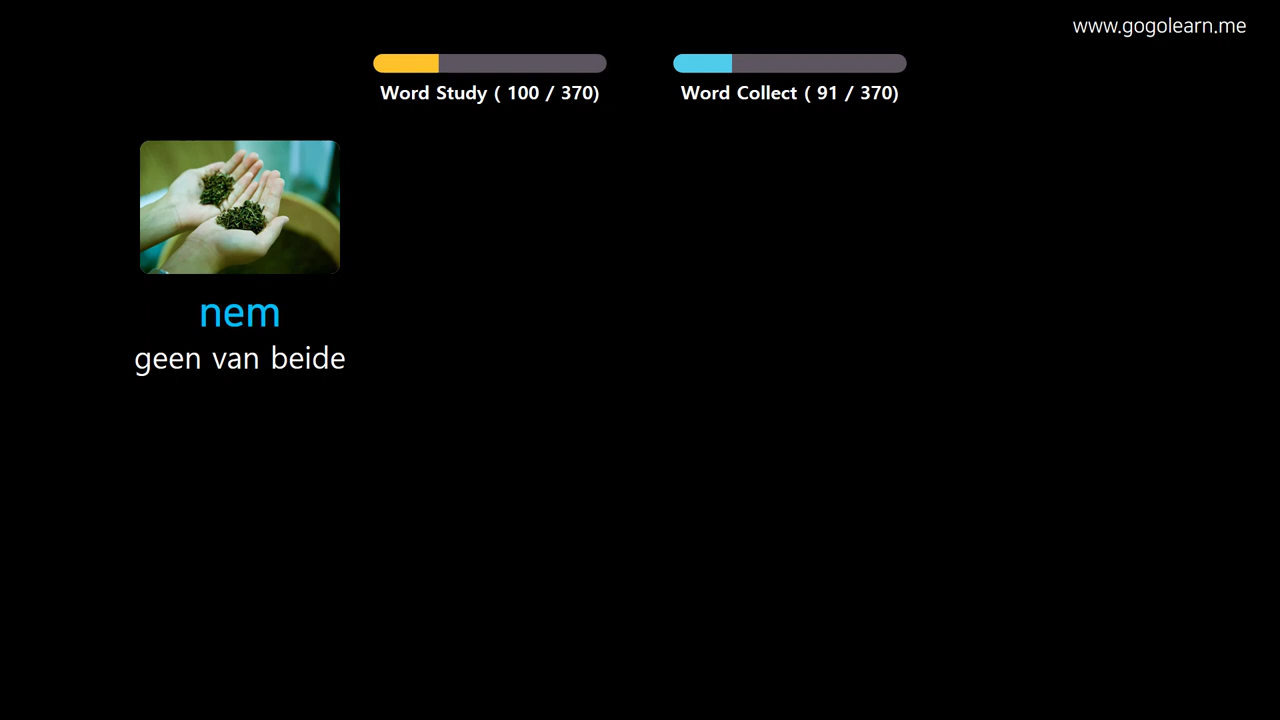 www.gogolearn.me
Word Study ( 100 / 370)
Word Collect ( 91 / 370)
nem
geen van beide